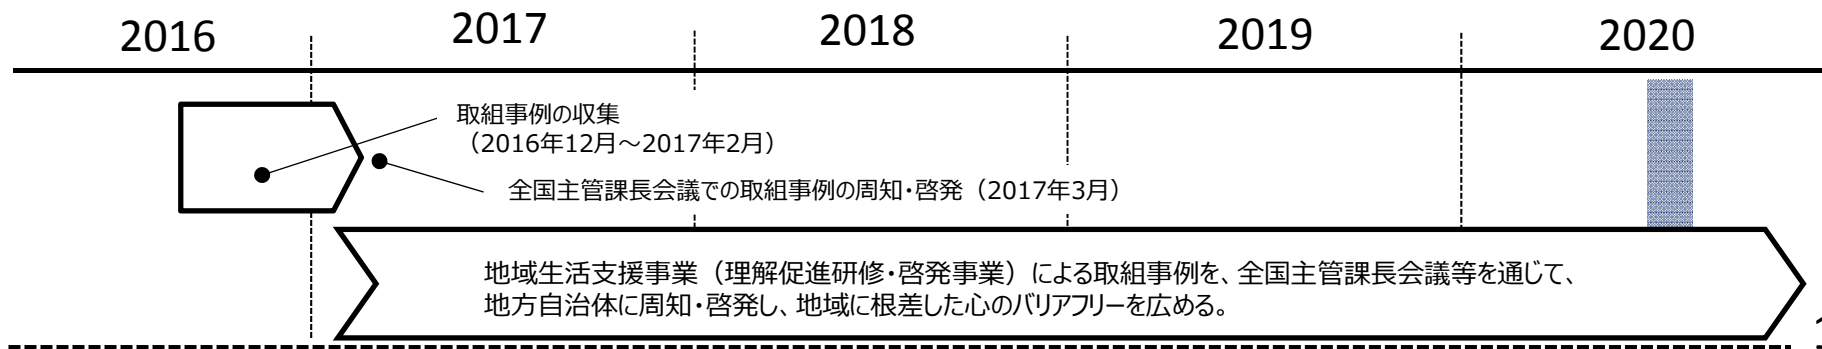 2016 2017 2018 2019 2020
取組事例の収集
（2016年12月～2017年2月）
全国主管課長会議での取組事例の周知・啓発（2017年3月）
地域生活支援事業（理解促進研修・啓発事業）による取組事例を、全国主管課長会議等を通じて、
地方自治体に周知・啓発し、地域に根差した心のバリアフリーを広める。